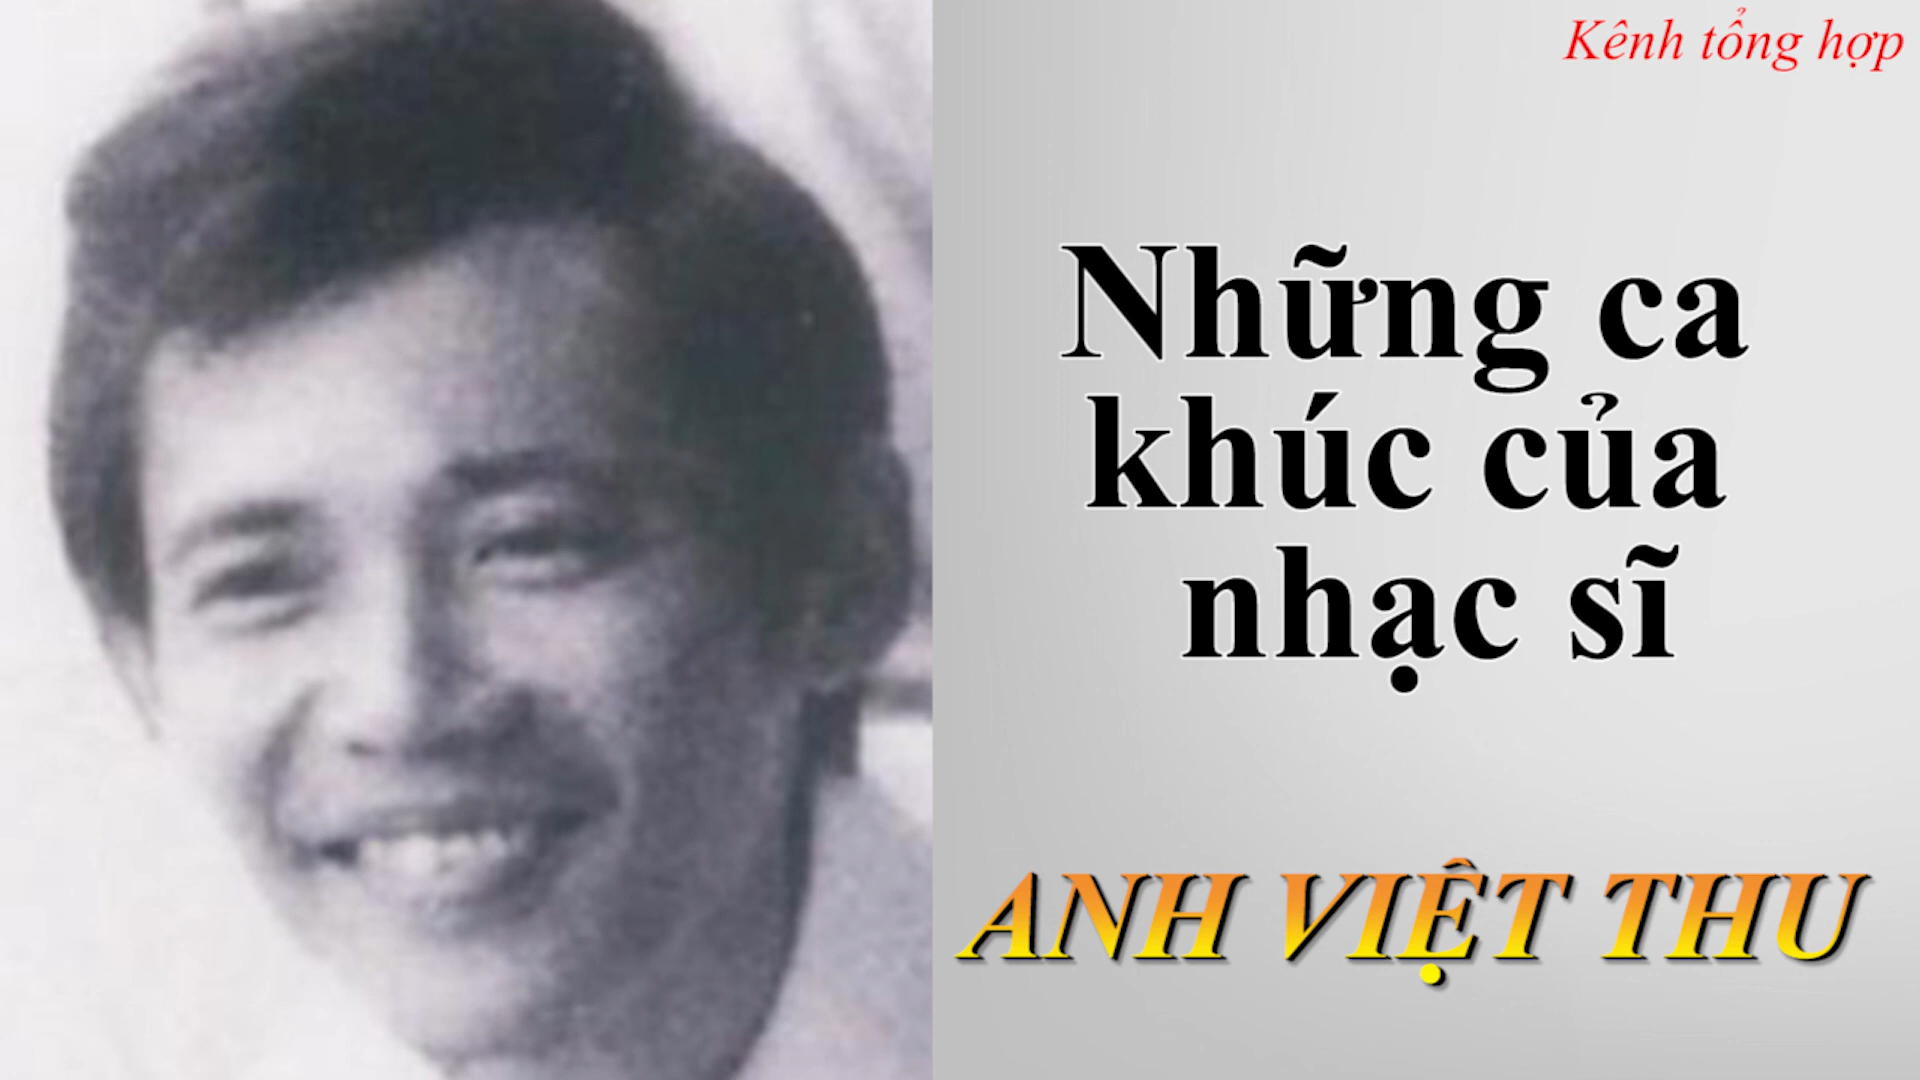 Kênh tổng hợp
Những ca
khúc của
nhạc sĩ
ANH VIỆT THU